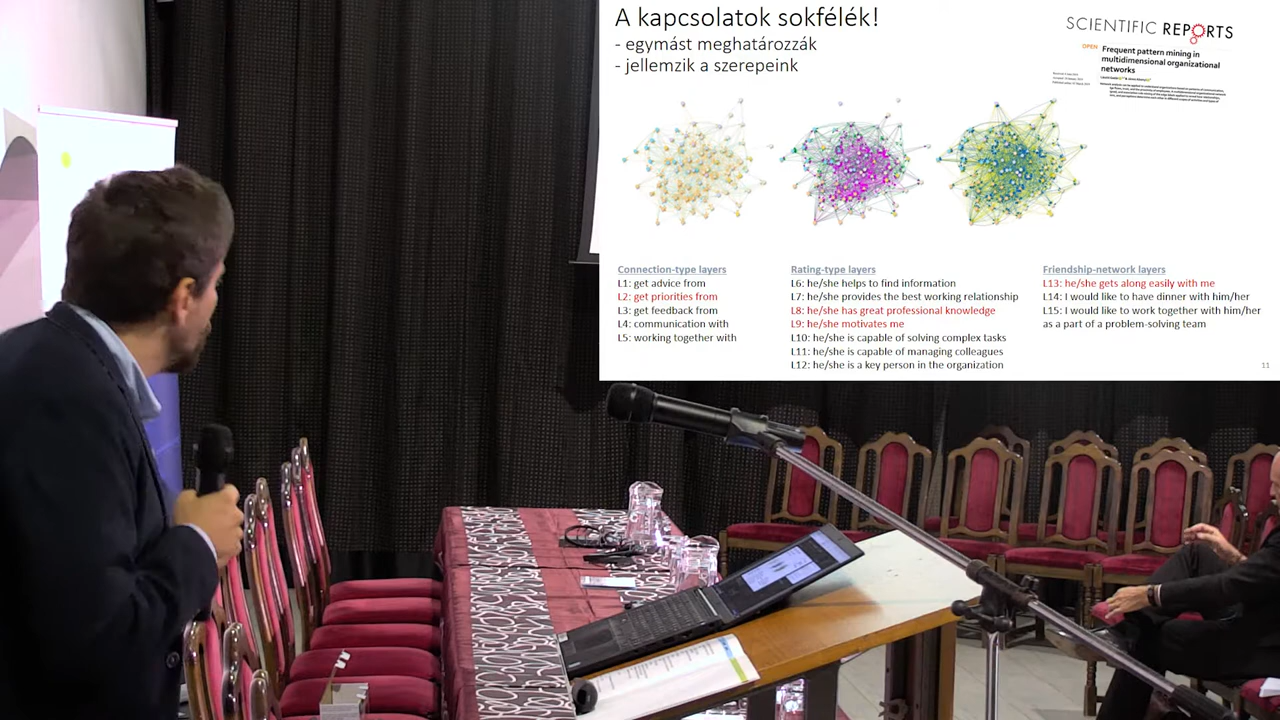 A kapcsolatok sokfélék!
- egymást meghatározzák
- jellemzik a szerepeink
SCIENTIFIC REPORTS
OPEN
Frequent pattern mining in
multidimensional organizational
networks
Connection-type layers
L1: get advice from
L2: get priorities from
L3: get feedback from
L4: communication with
L5: working together with
Rating-type layers
L6: he/she helps to find information
L7: he/she provides the best working relationship
L8: he/she has great professional knowledge
L9: he/she motivates me
L10: he/she is capable of solving complex tasks
L11: he/she is capable of managing colleagues
L12: he/she is a key person in the organization
Friendship-network layers
L13: he/she gets along easily with me
L14: I would like to have dinner with him/her
L15: I would like to work together with him/her
as a part of a problem-solving team
11